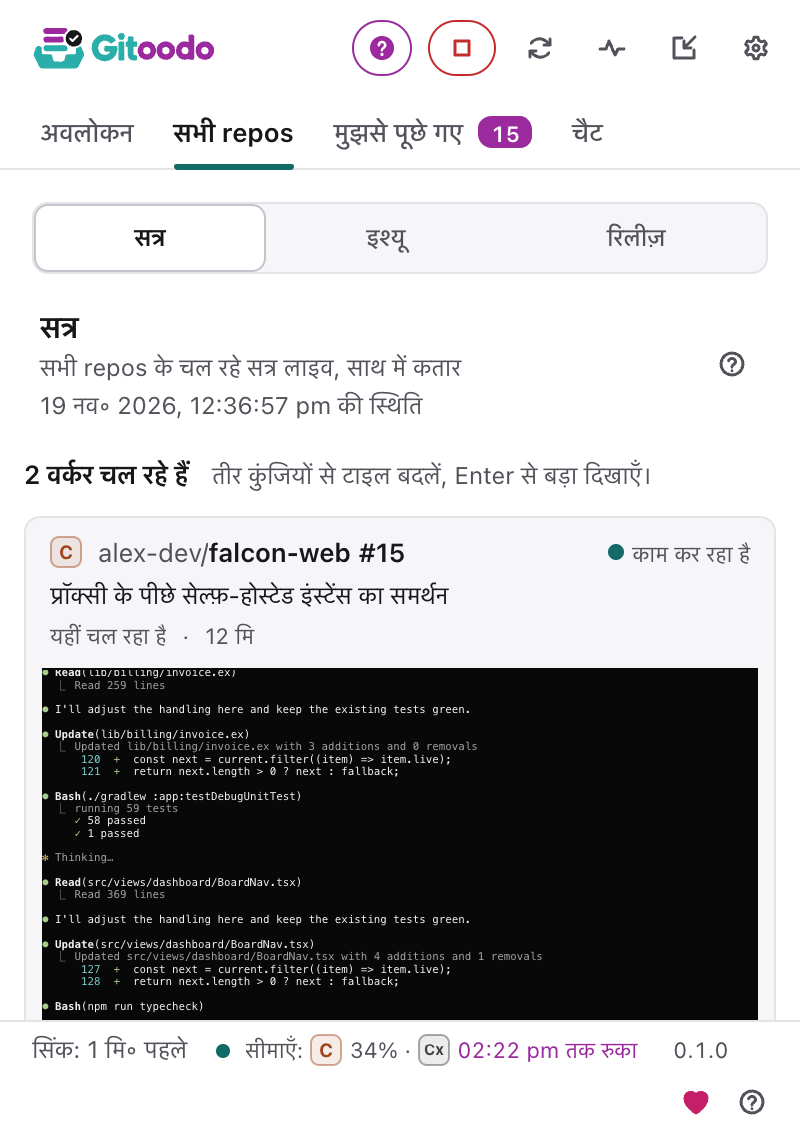 Gitoodo
अवलोकन
सभी repos
मुझसे पूछे गए 15
चैट
सत्र
इश्यू
रिलीज़
सत्र
सभी repos के चल रहे सत्र लाइव, साथ में कतार
19 नव॰ 2026, 12:36:57 pm की स्थिति
2 वर्कर चल रहे हैं तीर कुंजियों से टाइल बदलें, Enter से बड़ा दिखाएँ।
C alex-dev/falcon-web #15 काम कर रहा है
प्रॉक्सी के पीछे सेल्फ़-होस्टेड इंस्टेंस का समर्थन
यहीं चल रहा है · 12 मि
Read(lib/billing/invoice.ex)
Read 259 lines
I'll adjust the handling here and keep the existing tests green.
Update(lib/billing/invoice.ex)
Updated lib/billing/invoice.ex with 3 additions and 0 removals
120 + const next = current.filter((item) => item.live);
121 + return next.length > 0 ? next : fallback;
Bash(./gradlew :app:testDebugUnitTest)
running 59 tests
✓ 58 passed
✓ 1 passed
✻ Thinking…
Read(src/views/dashboard/BoardNav.tsx)
Read 369 lines
I'll adjust the handling here and keep the existing tests green.
Update(src/views/dashboard/BoardNav.tsx)
Updated src/views/dashboard/BoardNav.tsx with 4 additions and 1 removals
127 + const next = current.filter((item) => item.live);
128 + return next.length > 0 ? next : fallback;
Bash(npm run typecheck)
सिंक: 1 मि॰ पहले सीमाएँ: C 34% · Cx 02:22 pm तक रुका 0.1.0